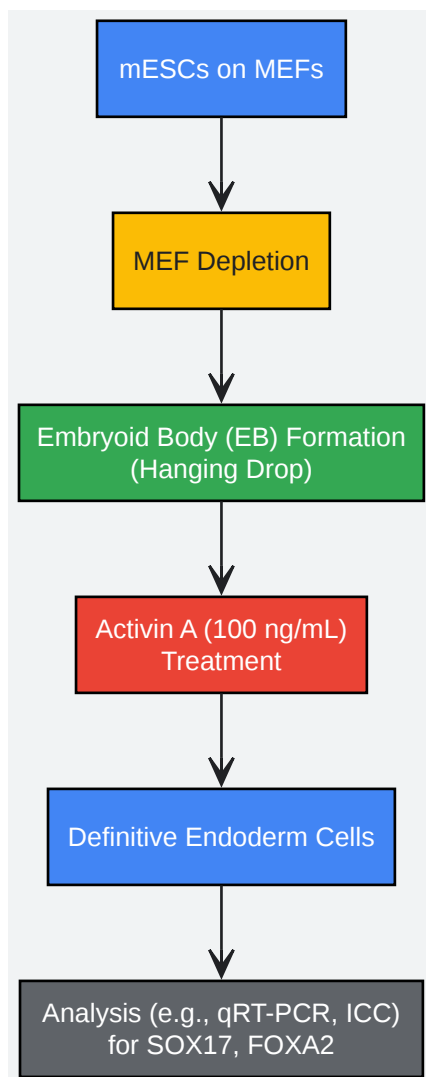 mESCs on MEFs
MEF Depletion
Embryoid Body (EB) Formation
(Hanging Drop)
Activin A (100 ng/mL)
Treatment
Definitive Endoderm Cells
Analysis (e.g., qRT-PCR, ICC)
for SOX17, FOXA2